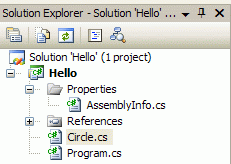 Solution Explorer - Solution 'Hello' ...
Solution 'Hello' (1 project)
Hello
Properties
AssemblyInfo.cs
References
Circle.cs
Program.cs